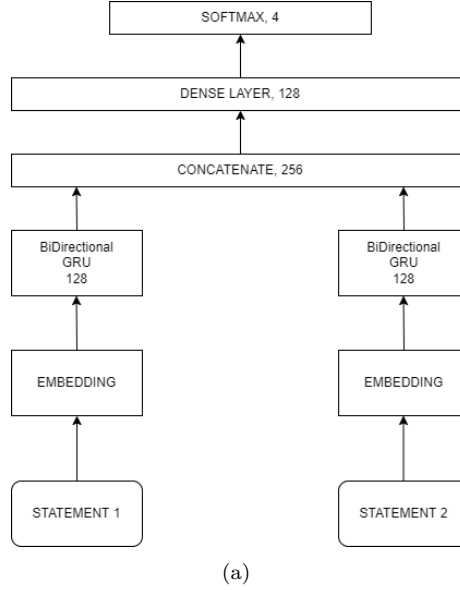 SOFTMAX, 4
DENSE LAYER, 128
CONCATENATE, 256
BiDirectional
GRU
128
BiDirectional
GRU
128
EMBEDDING
EMBEDDING
STATEMENT 1
STATEMENT 2
(a)